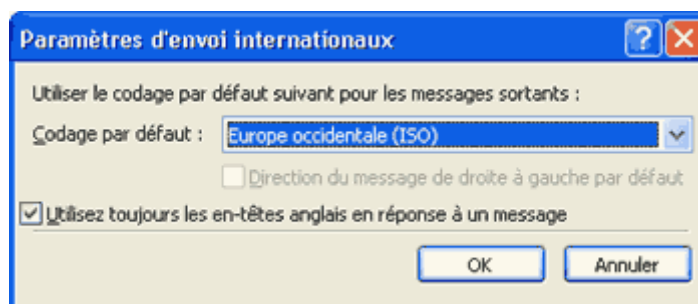 Paramètres d'envoi internationaux
Utiliser le codage par défaut suivant pour les messages sortants :
Codage par défaut : Europe occidentale (ISO)
Direction du message de droite à gauche par défaut
Utilisez toujours les en-têtes anglais en réponse à un message
OK Annuler